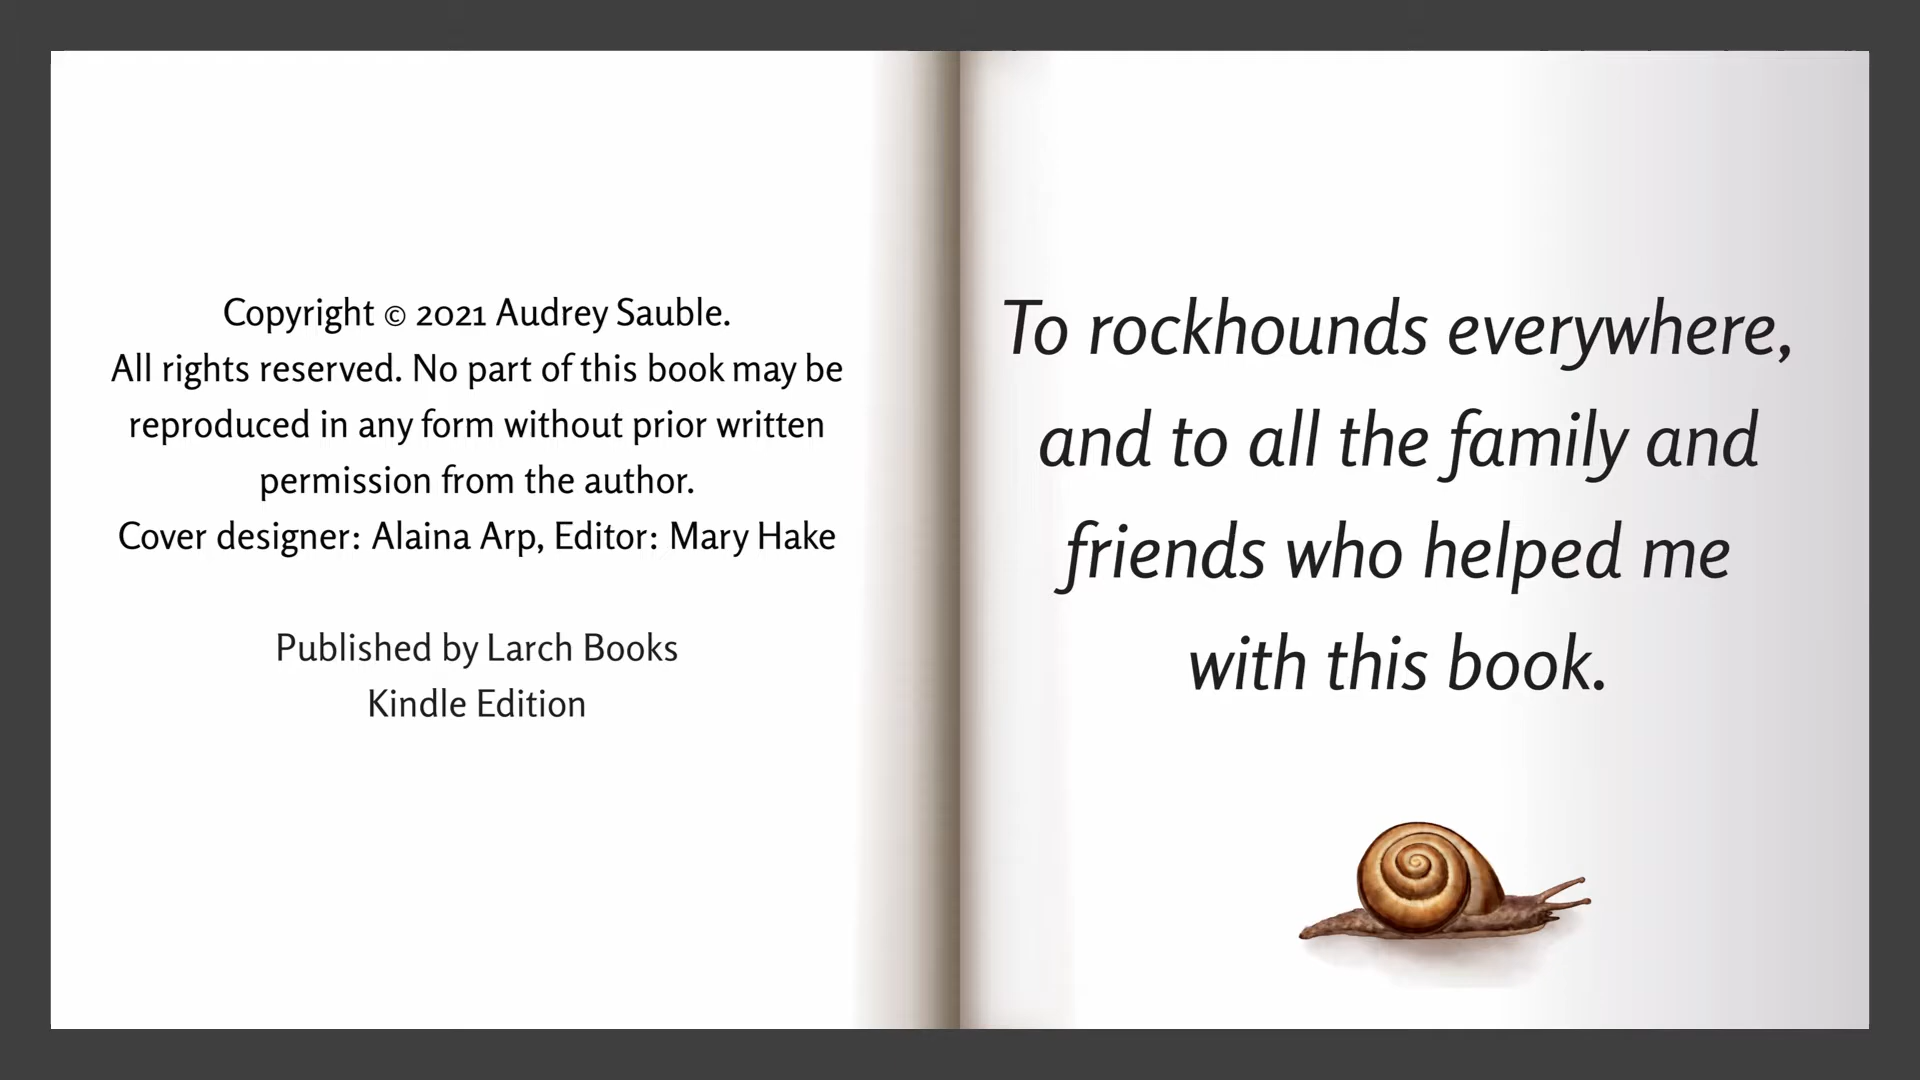 Copyright © 2021 Audrey Sauble.
All rights reserved. No part of this book may be
reproduced in any form without prior written
permission from the author.
Cover designer: Alaina Arp, Editor: Mary Hake
Published by Larch Books
Kindle Edition
To rockhounds everywhere,
and to all the family and
friends who helped me
with this book.